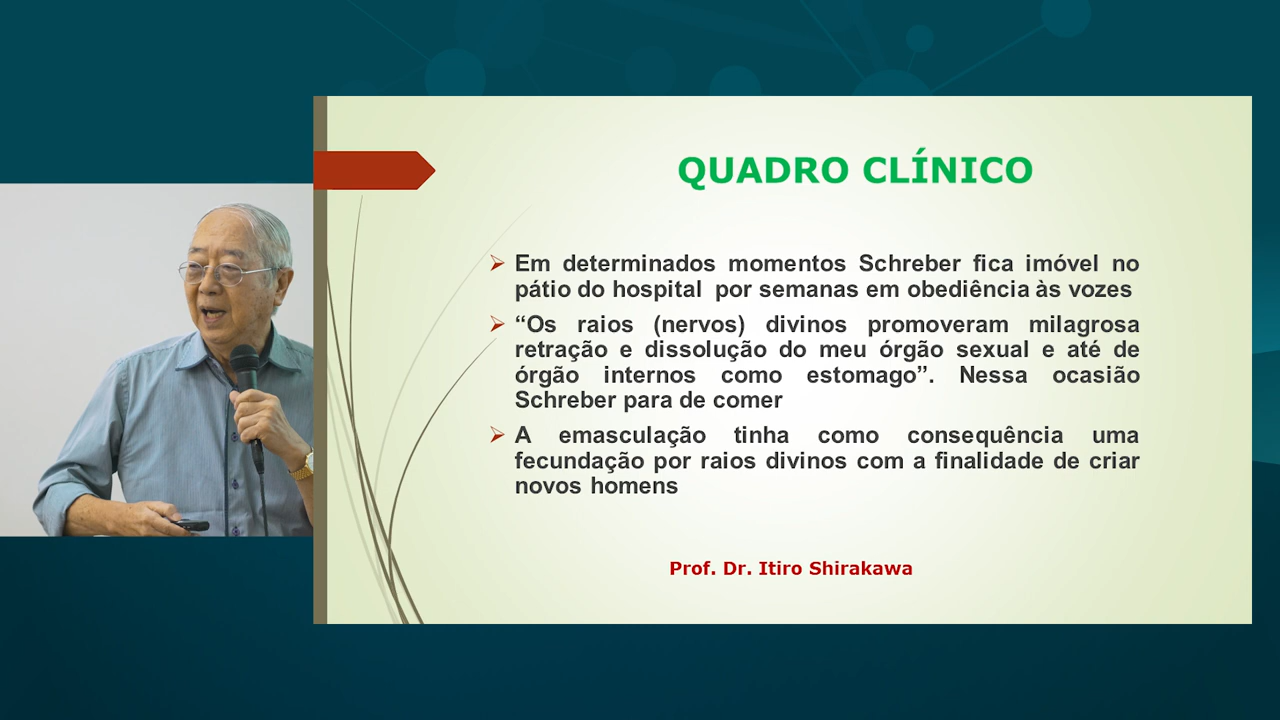 QUADRO CLÍNICO
Em determinados momentos Schreber fica imóvel no
pátio do hospital por semanas em obediência às vozes
“Os raios (nervos) divinos promoveram milagrosa
retração e dissolução do meu órgão sexual e até de
órgão internos como estomago”. Nessa ocasião
Schreber para de comer
A emasculação tinha como consequência uma
fecundação por raios divinos com a finalidade de criar
novos homens
Prof. Dr. Itiro Shirakawa